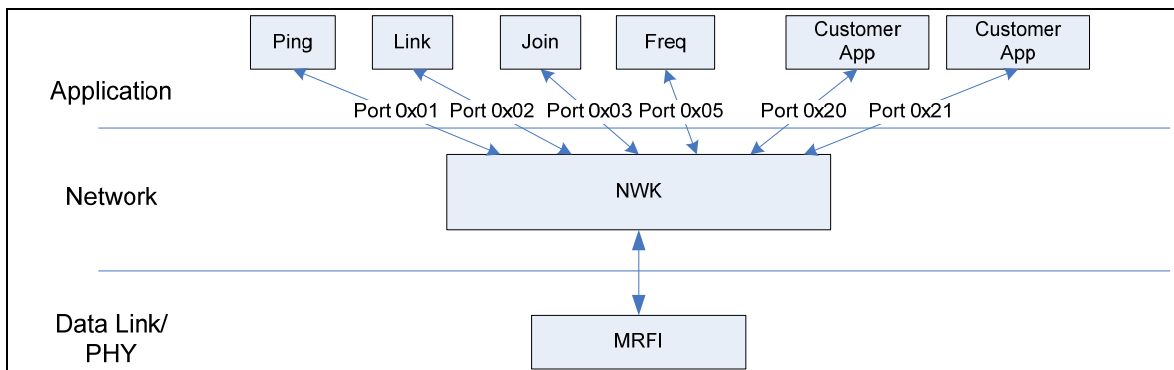 Ping
Link
Join
Freq
Customer
App
Customer
App
Application
Port 0x01
Port 0x02
Port 0x03
Port 0x05
Port 0x20
Port 0x21
Network
NWK
Data Link/
PHY
MRFI